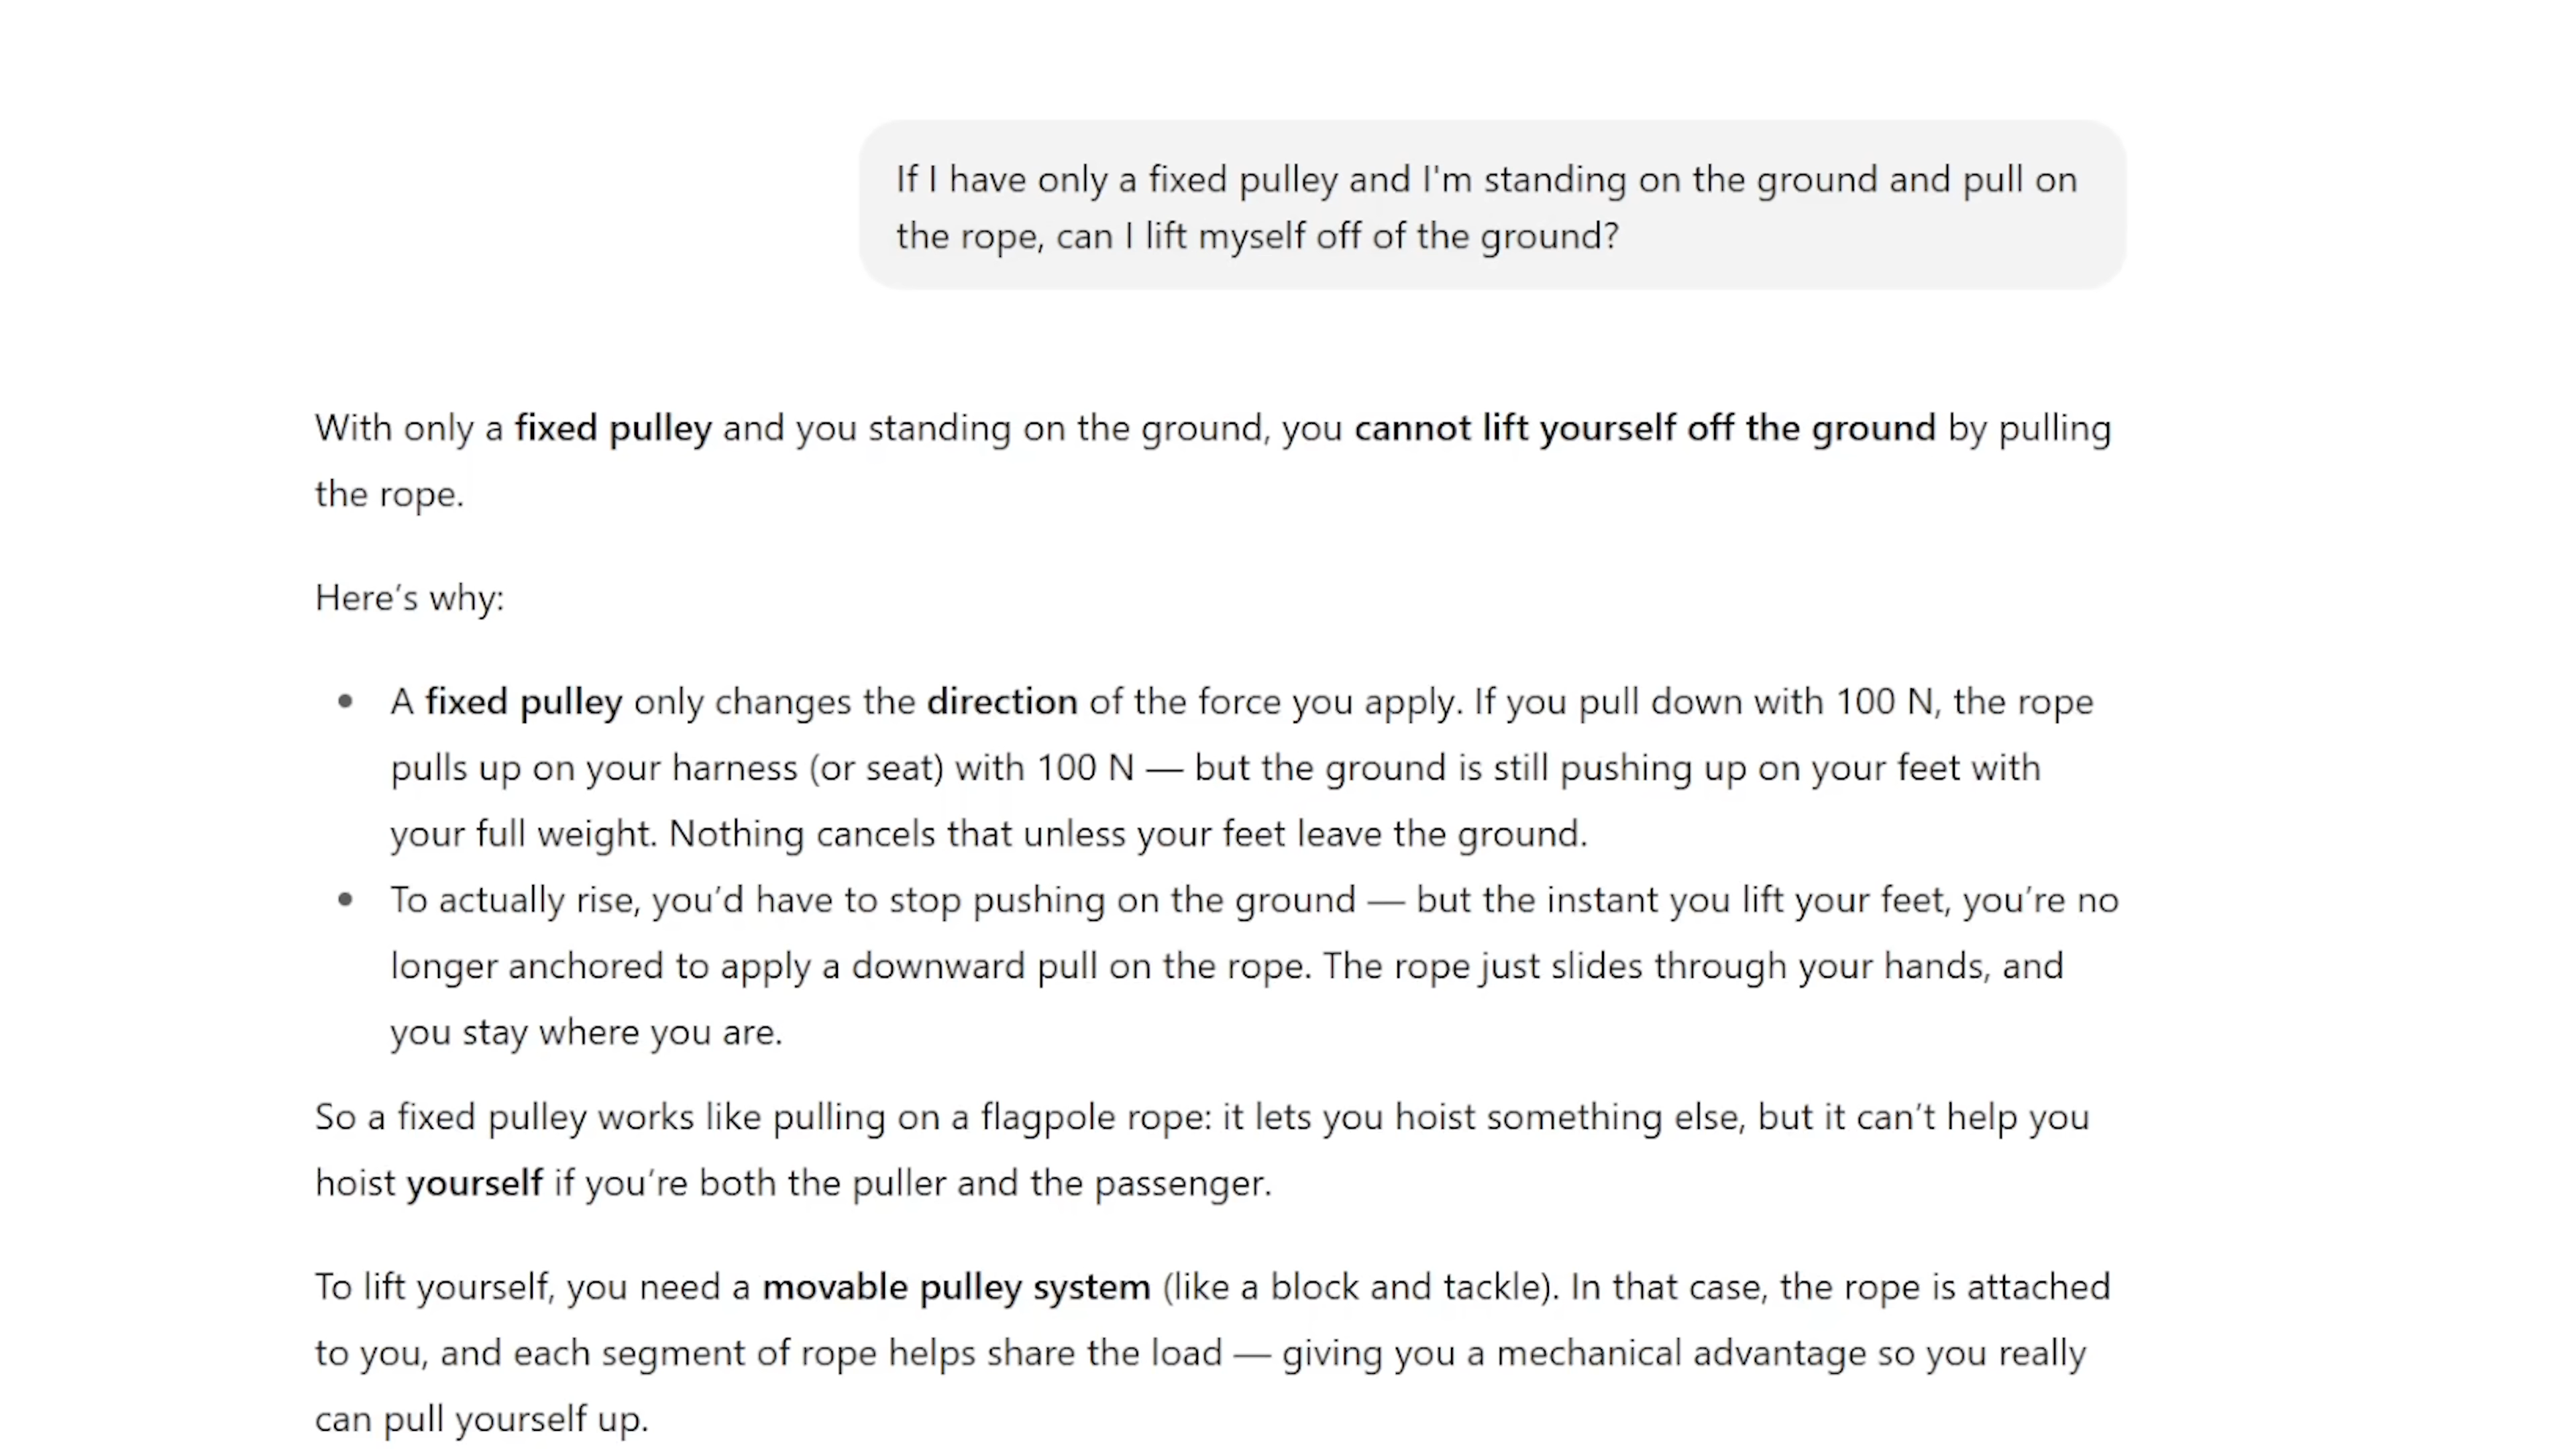 If I have only a fixed pulley and I'm standing on the ground and pull on
the rope, can I lift myself off of the ground?
With only a fixed pulley and you standing on the ground, you cannot lift yourself off the ground by pulling
the rope.
Here’s why:
• A fixed pulley only changes the direction of the force you apply. If you pull down with 100 N, the rope
pulls up on your harness (or seat) with 100 N — but the ground is still pushing up on your feet with
your full weight. Nothing cancels that unless your feet leave the ground.
• To actually rise, you’d have to stop pushing on the ground — but the instant you lift your feet, you’re no
longer anchored to apply a downward pull on the rope. The rope just slides through your hands, and
you stay where you are.
So a fixed pulley works like pulling on a flagpole rope: it lets you hoist something else, but it can’t help you
hoist yourself if you’re both the puller and the passenger.
To lift yourself, you need a movable pulley system (like a block and tackle). In that case, the rope is attached
to you, and each segment of rope helps share the load — giving you a mechanical advantage so you really
can pull yourself up.